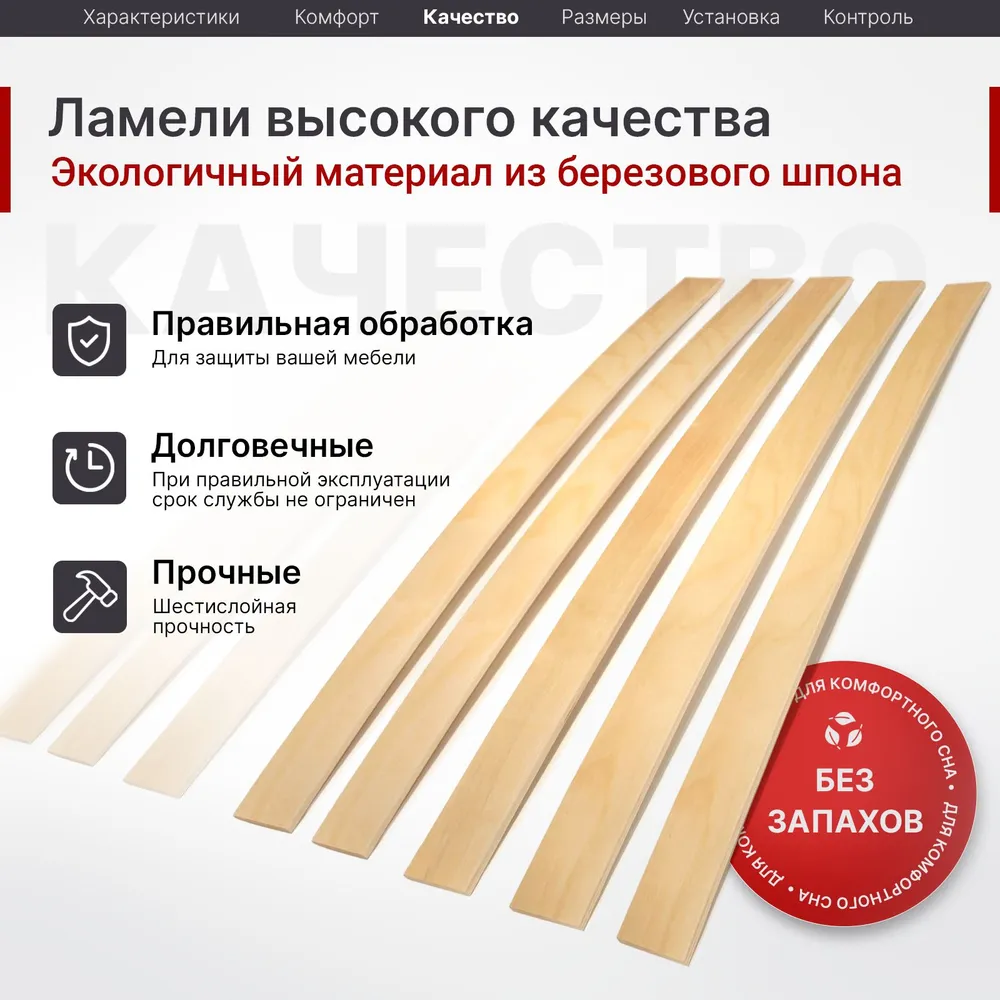 Характеристики Комфорт Качество Размеры Установка Контроль
Ламели высокого качества
Экологичный материал из березового шпона
КАЧЕСТВО
Правильная обработка
Для защиты вашей мебели
Долговечные
При правильной эксплуатации
срок службы не ограничен
Прочные
Шестислойная
прочность
ДЛЯ КОМФОРТНОГО СНА • ДЛЯ КОМФОРТНОГО СНА •
БЕЗ
ЗАПАХОВ